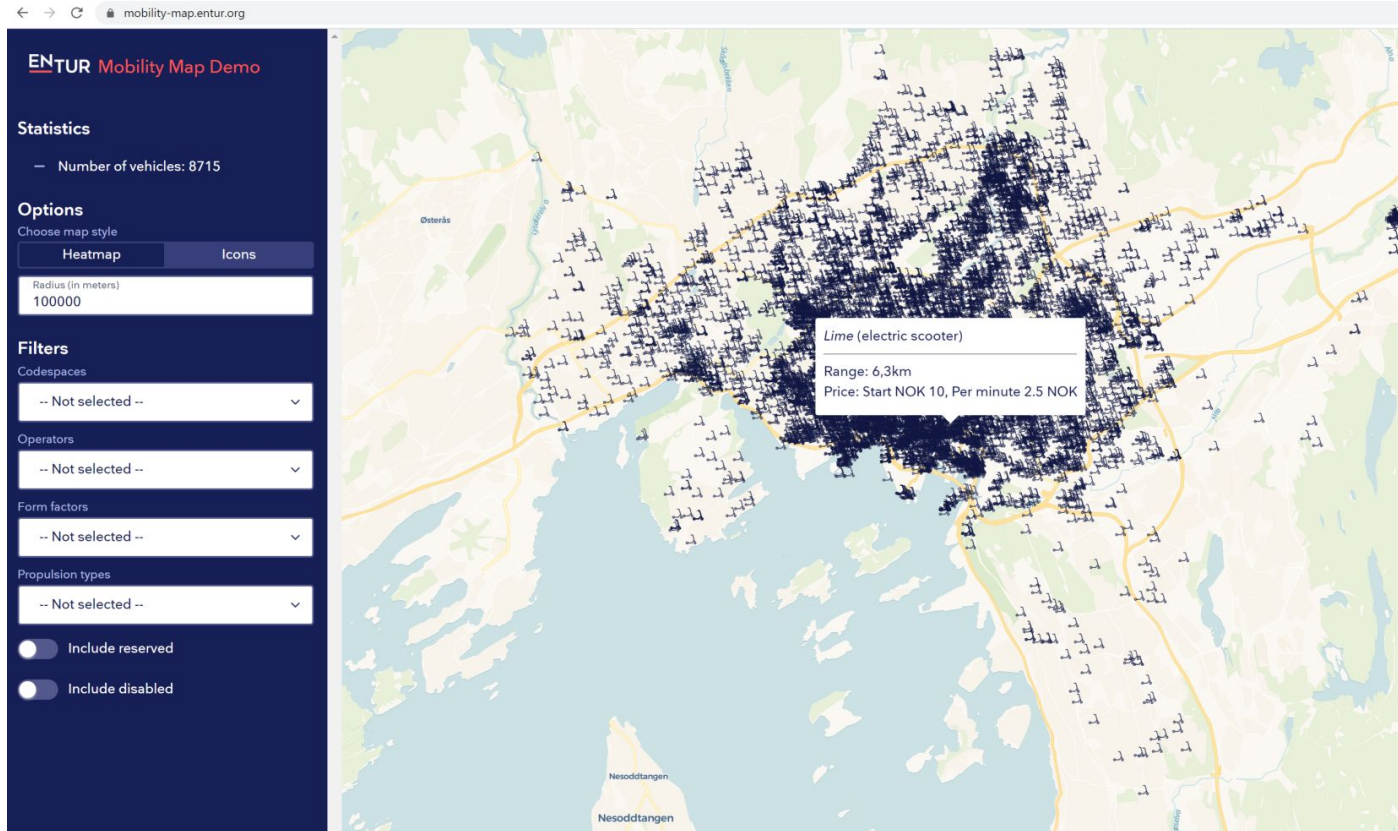 mobility-map.entur.org
ENTUR Mobility Map Demo
Statistics
– Number of vehicles: 8715
Options
Choose map style
Heatmap Icons
Radius (in meters)
100000
Filters
Codespaces
-- Not selected --
Operators
-- Not selected --
Form factors
-- Not selected --
Propulsion types
-- Not selected --
Include reserved
Include disabled
Østerås
Lime (electric scooter)
Range: 6,3km
Price: Start NOK 10, Per minute 2.5 NOK
Nesoddtangen
Nesoddtangen